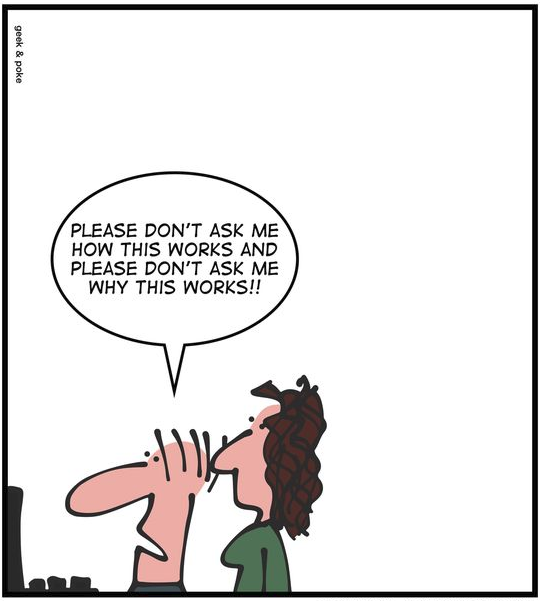 geek & poke
PLEASE DON'T ASK ME
HOW THIS WORKS AND
PLEASE DON'T ASK ME
WHY THIS WORKS!!